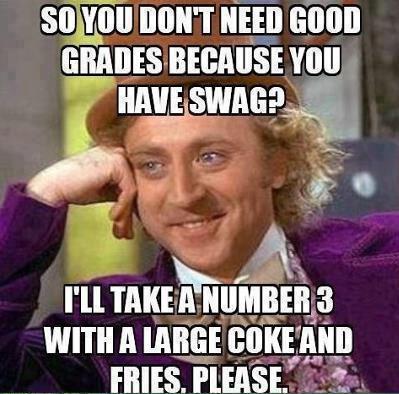 SO YOU DON'T NEED GOOD
GRADES BECAUSE YOU
HAVE SWAG?
I'LL TAKE A NUMBER 3
WITH A LARGE COKE AND
FRIES, PLEASE.